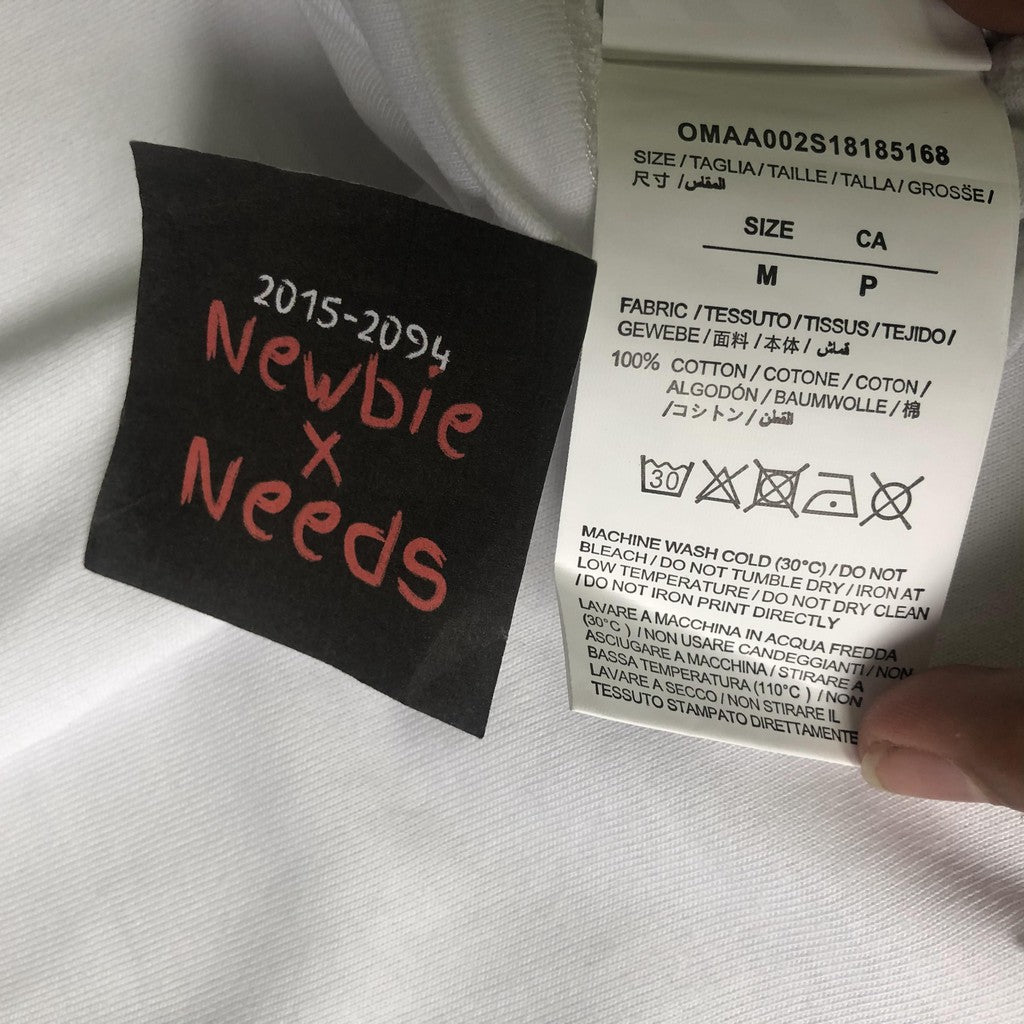 2015-2094
Newbie
x
Needs
OMAA002S18185168
SIZE / TAGLIA / TAILLE / TALLA / GROSSE /
尺寸 / المقاس
SIZE CA
M P
FABRIC / TESSUTO / TISSUS / TEJIDO /
GEWEBE / 面料 / 本体 / قماش
100% COTTON / COTONE / COTON /
ALGODÓN / BAUMWOLLE / 棉
/ コシトン / القطن
30
MACHINE WASH COLD (30°C) / DO NOT
BLEACH / DO NOT TUMBLE DRY / IRON AT
LOW TEMPERATURE / DO NOT DRY CLEAN
/ DO NOT IRON PRINT DIRECTLY
LAVARE A MACCHINA IN ACQUA FREDDA
(30°C ) / NON USARE CANDEGGIANTI / NON
ASCIUGARE A MACCHINA / STIRARE A
BASSA TEMPERATURA (110°C ) / NON
LAVARE A SECCO / NON STIRARE IL
TESSUTO STAMPATO DIRETTAMENTE